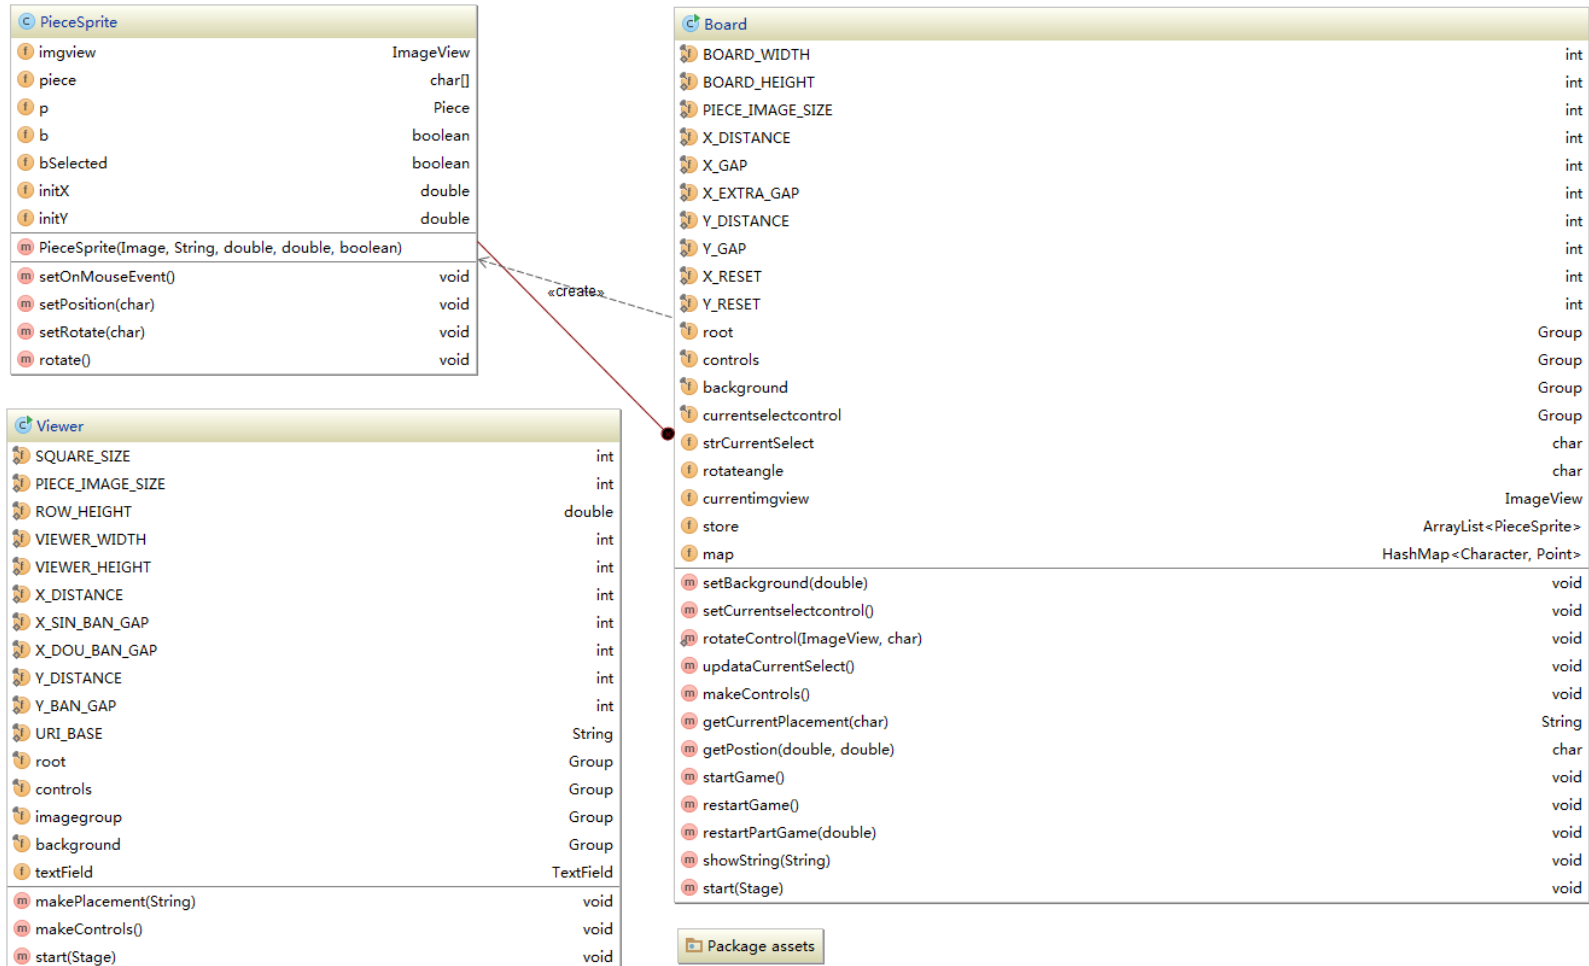 PieceSprite
imgview ImageView
piece char[]
p Piece
b boolean
bSelected boolean
initX double
initY double
PieceSprite(Image, String, double, double, boolean)
setOnMouseEvent() void
setPosition(char) void
setRotate(char) void
rotate() void
«create»
Board
BOARD_WIDTH int
BOARD_HEIGHT int
PIECE_IMAGE_SIZE int
X_DISTANCE int
X_GAP int
X_EXTRA_GAP int
Y_DISTANCE int
Y_GAP int
X_RESET int
Y_RESET int
root Group
controls Group
background Group
currentselectcontrol Group
strCurrentSelect char
rotateangle char
currentimgview ImageView
store ArrayList<PieceSprite>
map HashMap<Character, Point>
setBackground(double) void
setCurrentselectcontrol() void
rotateControl(ImageView, char) void
updataCurrentSelect() void
makeControls() void
getCurrentPlacement(char) String
getPostion(double, double) char
startGame() void
restartGame() void
restartPartGame(double) void
showString(String) void
start(Stage) void
Viewer
SQUARE_SIZE int
PIECE_IMAGE_SIZE int
ROW_HEIGHT double
VIEWER_WIDTH int
VIEWER_HEIGHT int
X_DISTANCE int
X_SIN_BAN_GAP int
X_DOU_BAN_GAP int
Y_DISTANCE int
Y_BAN_GAP int
URI_BASE String
root Group
controls Group
imagegroup Group
background Group
textField TextField
makePlacement(String) void
makeControls() void
start(Stage) void
Package assets